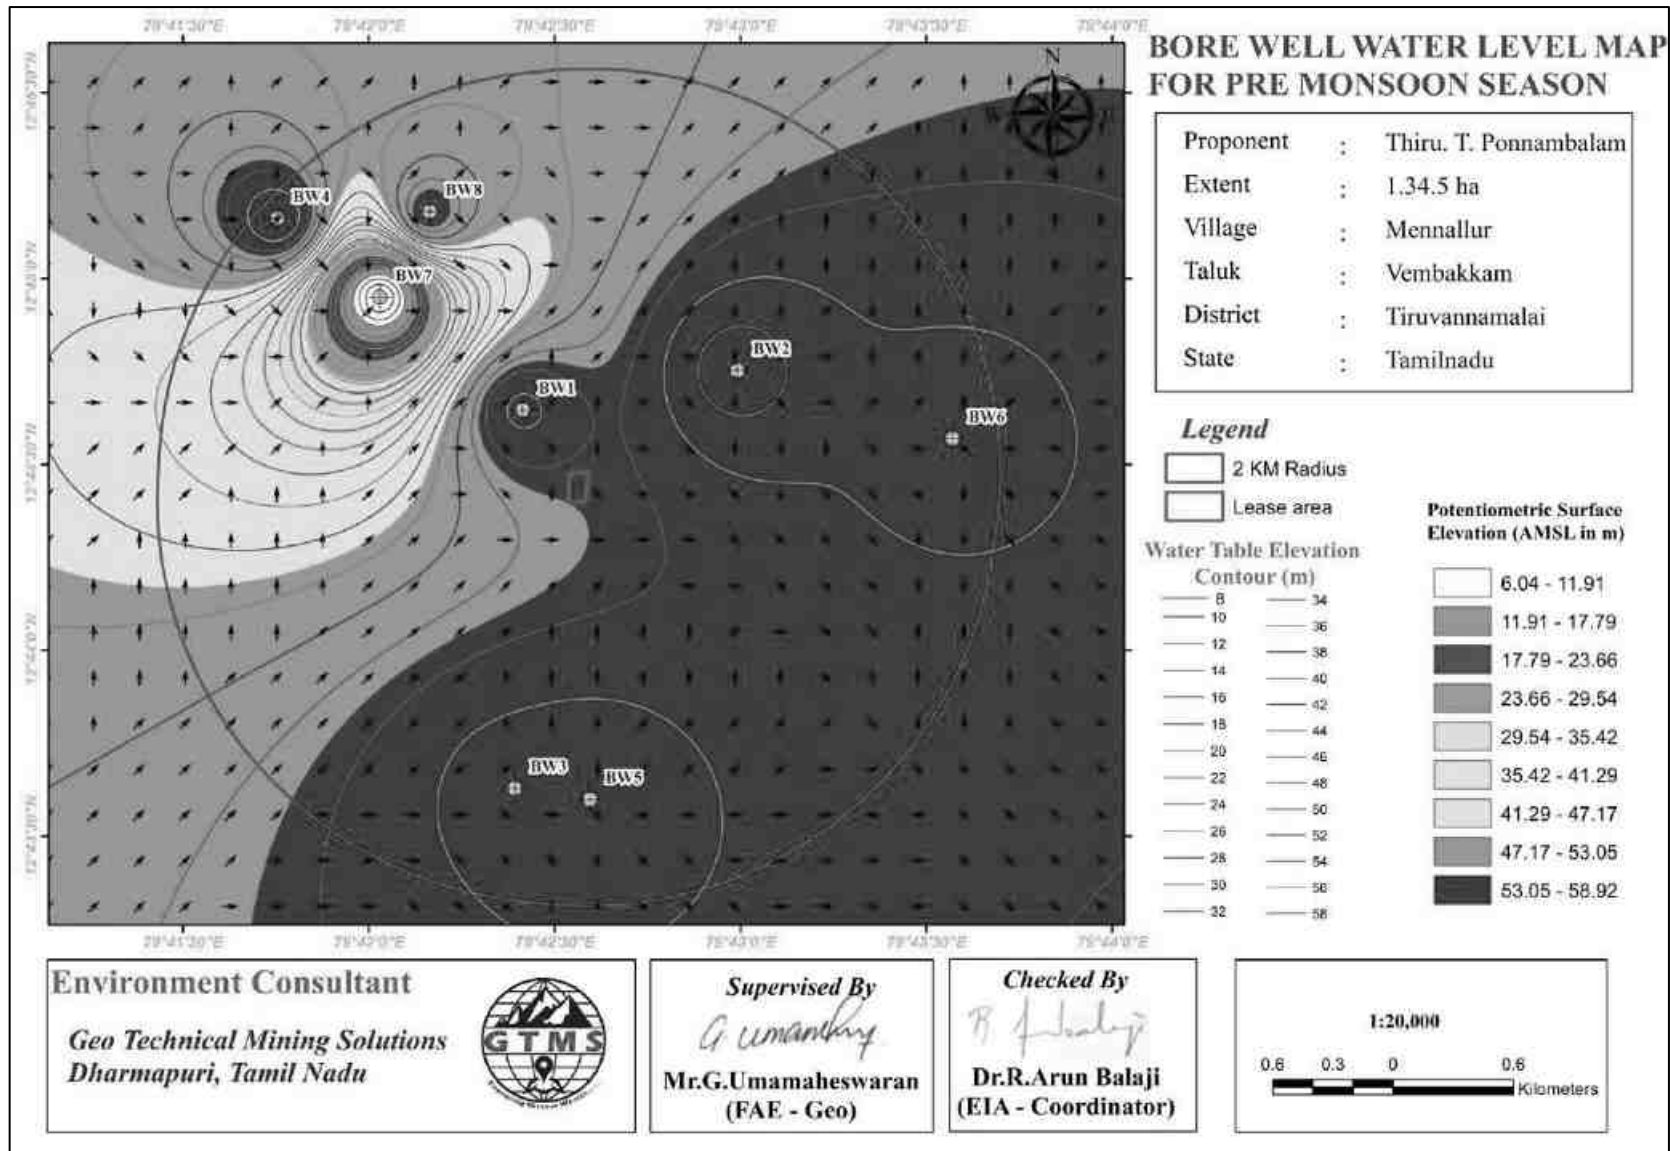 BORE WELL WATER LEVEL MAP
FOR PRE MONSOON SEASON
Proponent : Thiru. T. Ponnambalam
Extent : 1.34.5 ha
Village : Mennallur
Taluk : Vembakkam
District : Tiruvannamalai
State : Tamilnadu
N
BW4
BW8
BW7
BW2
BW1
BW6
BW3
BW5
Legend
2 KM Radius
Lease area
Water Table Elevation
Contour (m)
8 34
10 36
12 38
14 40
16 42
18 44
20 46
22 48
24 50
26 52
28 54
30 56
32 58
Potentiometric Surface
Elevation (AMSL in m)
6.04 - 11.91
11.91 - 17.79
17.79 - 23.66
23.66 - 29.54
29.54 - 35.42
35.42 - 41.29
41.29 - 47.17
47.17 - 53.05
53.05 - 58.92
Environment Consultant
Geo Technical Mining Solutions
Dharmapuri, Tamil Nadu
GTMS
Supervised By
Mr.G.Umamaheswaran
(FAE - Geo)
Checked By
Dr.R.Arun Balaji
(EIA - Coordinator)
1:20,000
0.6 0.3 0 0.6
Kilometers